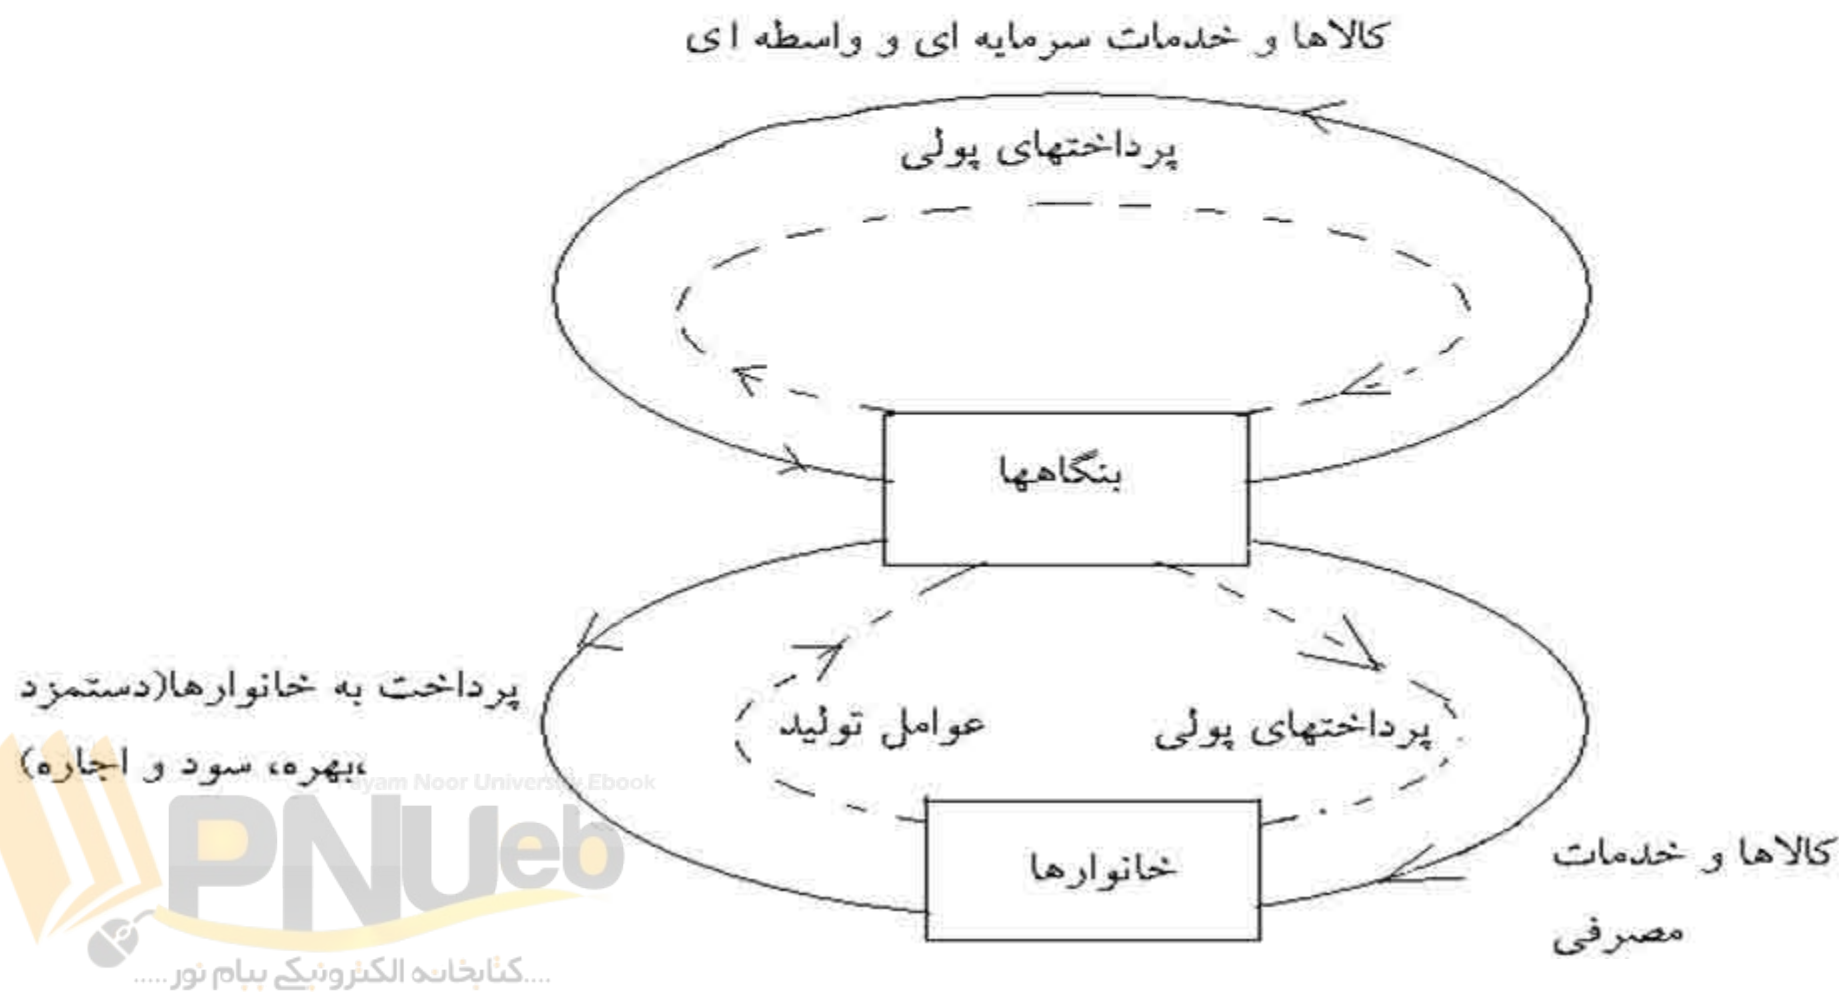 کالاها و خدمات سرمایه ای و واسطه ای
پرداختهای پولی
بنگاهها
پرداخت به خانوارها(دستمزد
،بهره، سود و اجاره)
عوامل تولید
پرداختهای پولی
خانوارها
کالاها و خدمات
مصرفی
Payam Noor University Ebook
PNUeb
....کتابخانه الکترونیکی پیام نور.....